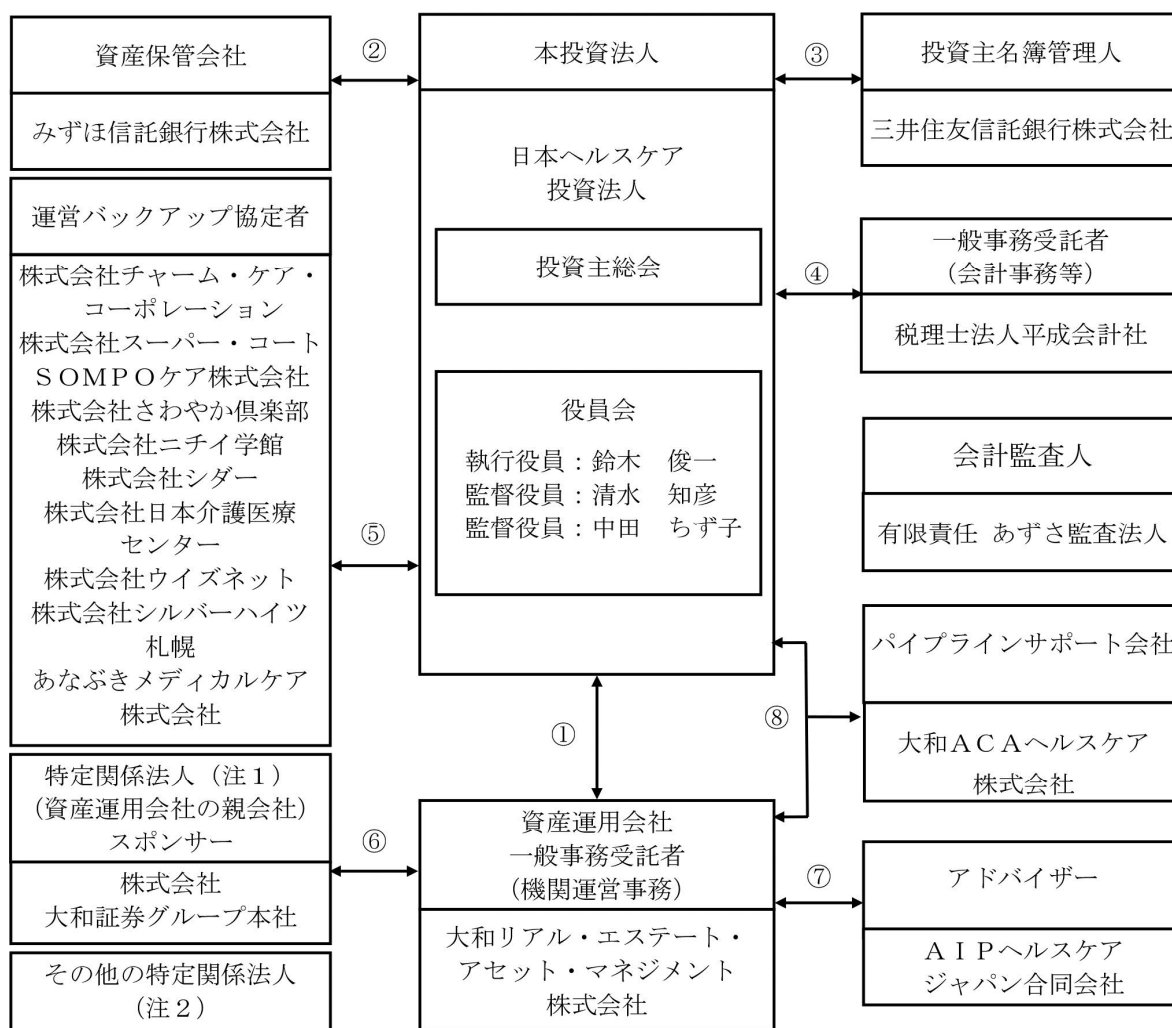 資産保管会社
みずほ信託銀行株式会社
運営バックアップ協定者
株式会社チャーム・ケア・
コーポレーション
株式会社スーパー・コート
ＳＯＭＰＯケア株式会社
株式会社さわやか倶楽部
株式会社ニチイ学館
株式会社シダー
株式会社日本介護医療
センター
株式会社ウイズネット
株式会社シルバーハイツ
札幌
あなぶきメディカルケア
株式会社
特定関係法人（注１）
（資産運用会社の親会社）
スポンサー
株式会社
大和証券グループ本社
その他の特定関係法人
（注２）
②
⑤
⑥
本投資法人
日本ヘルスケア
投資法人
投資主総会
役員会
執行役員：鈴木　俊一
監督役員：清水　知彦
監督役員：中田　ちず子
①
資産運用会社
一般事務受託者
（機関運営事務）
大和リアル・エステート・
アセット・マネジメント
株式会社
③
④
⑧
⑦
投資主名簿管理人
三井住友信託銀行株式会社
一般事務受託者
（会計事務等）
税理士法人平成会計社
会計監査人
有限責任 あずさ監査法人
パイプラインサポート会社
大和ＡＣＡヘルスケア
株式会社
アドバイザー
ＡＩＰヘルスケア
ジャパン合同会社